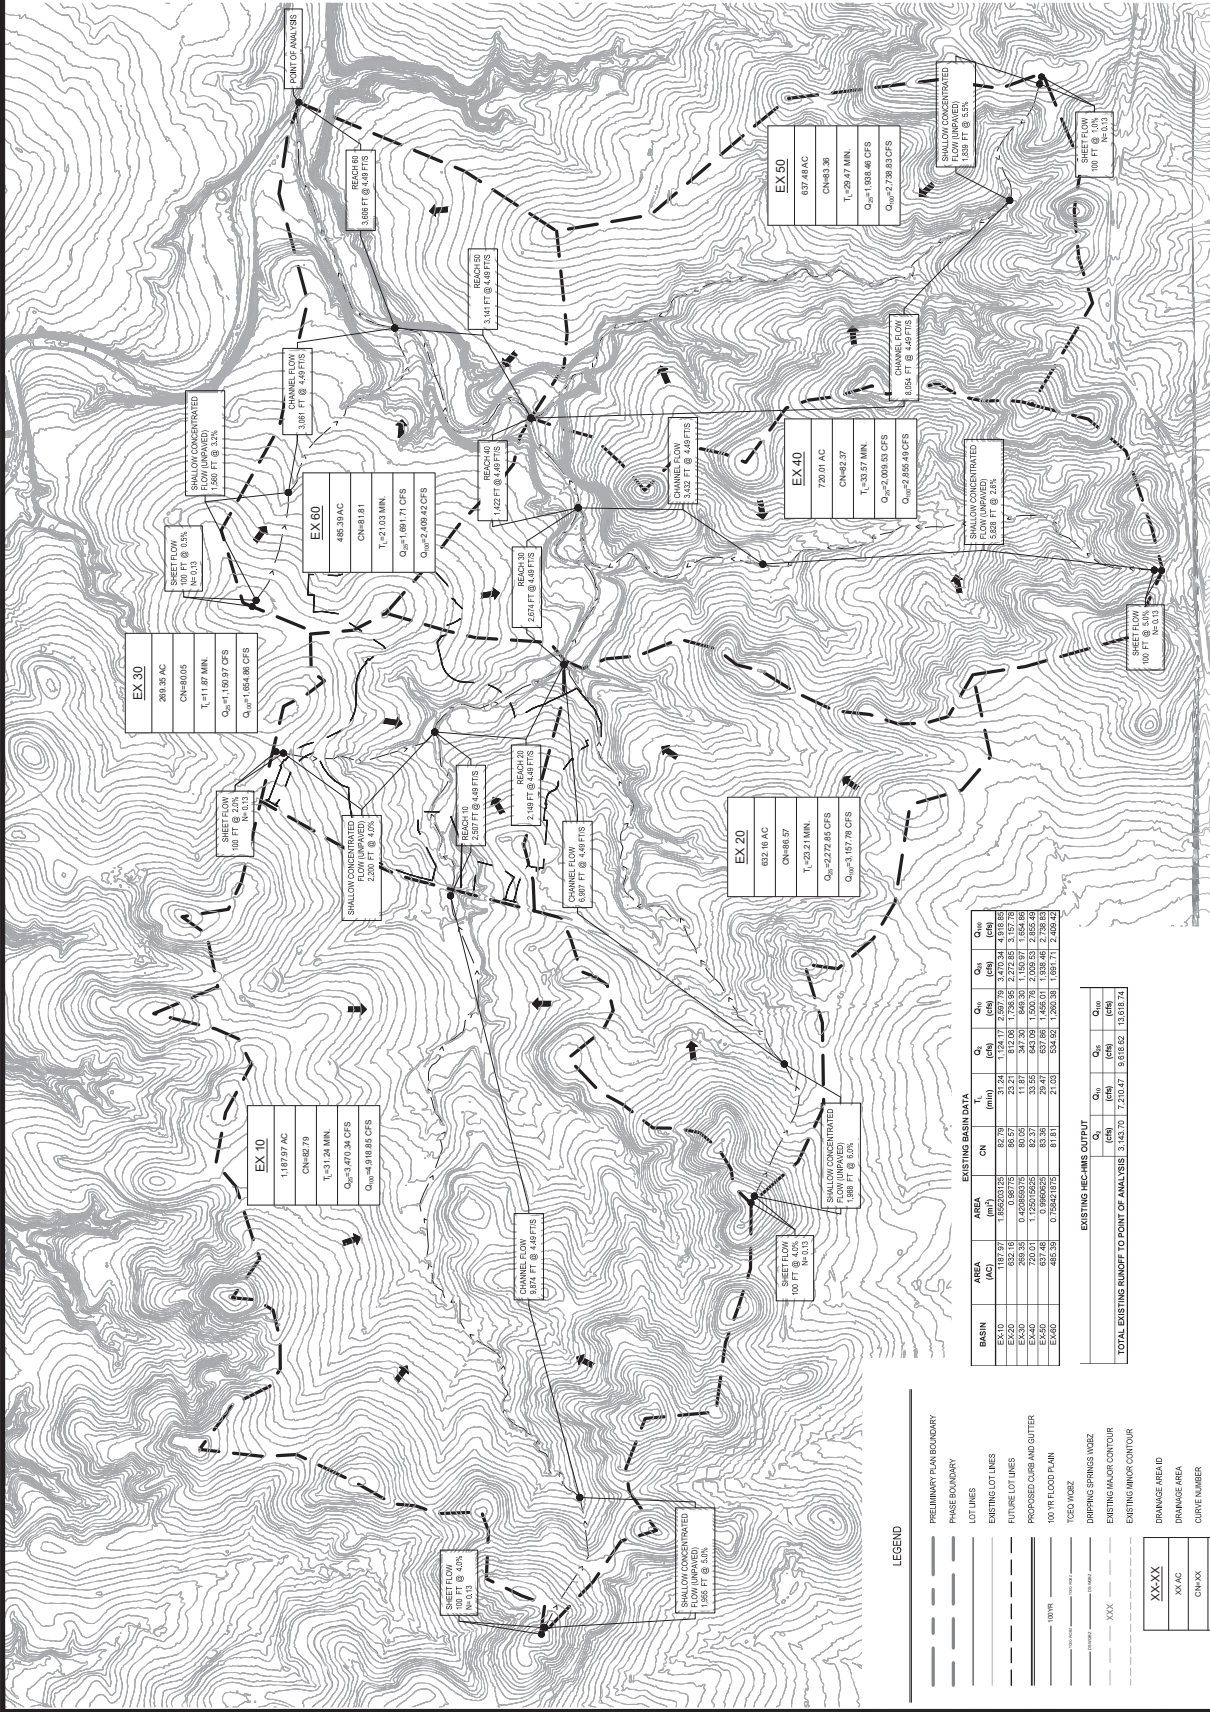 POINT OF ANALYSIS
REACH 60
3,606 FT @ 4.49 FT/S
REACH 50
3,141 FT @ 4.49 FT/S
CHANNEL FLOW
3,061 FT @ 4.49 FT/S
SHALLOW CONCENTRATED
FLOW (UNPAVED)
1,560 FT @ 3.2%
SHEET FLOW
100 FT @ 0.5%
N= 0.13
EX 60
485.39 AC
CN=81.81
TL=21.03 MIN.
Q25=1,691.71 CFS
Q100=2,409.42 CFS
REACH 40
1,422 FT @ 4.49 FT/S
REACH 30
2,674 FT @ 4.49 FT/S
EX 50
637.48 AC
CN=83.36
TL=29.47 MIN.
Q25=1,938.46 CFS
Q100=2,738.83 CFS
SHALLOW CONCENTRATED
FLOW (UNPAVED)
1,839 FT @ 5.5%
SHEET FLOW
100 FT @ 1.0%
N= 0.13
CHANNEL FLOW
8,054 FT @ 4.49 FT/S
CHANNEL FLOW
3,432 FT @ 4.49 FT/S
EX 40
720.01 AC
CN=82.37
TL=33.57 MIN.
Q25=2,009.53 CFS
Q100=2,855.49 CFS
SHALLOW CONCENTRATED
FLOW (UNPAVED)
5,828 FT @ 2.6%
SHEET FLOW
100 FT @ 5.0%
N= 0.13
EX 30
269.35 AC
CN=80.05
TL=11.87 MIN.
Q25=1,150.97 CFS
Q100=1,654.86 CFS
SHEET FLOW
100 FT @ 2.0%
N= 0.13
SHALLOW CONCENTRATED
FLOW (UNPAVED)
2,200 FT @ 4.0%
REACH 10
2,507 FT @ 4.49 FT/S
REACH 20
2,149 FT @ 4.49 FT/S
CHANNEL FLOW
6,907 FT @ 4.49 FT/S
EX 20
632.16 AC
CN=86.57
TL=23.21 MIN.
Q25=2,272.85 CFS
Q100=3,157.78 CFS
SHALLOW CONCENTRATED
FLOW (UNPAVED)
1,988 FT @ 6.0%
SHEET FLOW
100 FT @ 4.0%
N= 0.13
EX 10
1,187.97 AC
CN=82.79
TL=31.24 MIN.
Q25=3,470.34 CFS
Q100=4,918.85 CFS
CHANNEL FLOW
9,874 FT @ 4.49 FT/S
SHEET FLOW
100 FT @ 4.0%
N= 0.13
SHALLOW CONCENTRATED
FLOW (UNPAVED)
1,955 FT @ 5.0%
EXISTING BASIN DATA
BASIN AREA (AC) AREA (mi²) CN TL (min) Q2 (cfs) Q10 (cfs) Q25 (cfs) Q100 (cfs)
EX-10 1187.97 1.856203125 82.79 31.24 1,124.17 2,597.79 3,470.34 4,918.85
EX-20 632.16 0.98775 86.57 23.21 812.06 1,736.95 2,272.85 3,157.78
EX-30 269.35 0.420859375 80.05 11.87 347.30 849.30 1,150.97 1,654.86
EX-40 720.01 1.125015625 82.37 33.55 643.09 1,500.76 2,009.53 2,855.49
EX-50 637.48 0.9960625 83.36 29.47 637.86 1,456.01 1,938.46 2,738.83
EX-60 485.39 0.758421875 81.81 21.03 534.92 1,260.38 1,691.71 2,409.42
EXISTING HEC-HMS OUTPUT
Q2 (cfs) Q10 (cfs) Q25 (cfs) Q100 (cfs)
TOTAL EXISTING RUNOFF TO POINT OF ANALYSIS 3,143.70 7,210.47 9,618.62 13,618.74
LEGEND
PRELIMINARY PLAN BOUNDARY
PHASE BOUNDARY
LOT LINES
EXISTING LOT LINES
FUTURE LOT LINES
PROPOSED CURB AND GUTTER
100YR 100 YR FLOOD PLAIN
TCEQ WQBZ
DRIPPING SPRINGS WQBZ
XXX EXISTING MAJOR CONTOUR
EXISTING MINOR CONTOUR
XX-XX DRAINAGE AREA ID
XX AC DRAINAGE AREA
CN=XX CURVE NUMBER